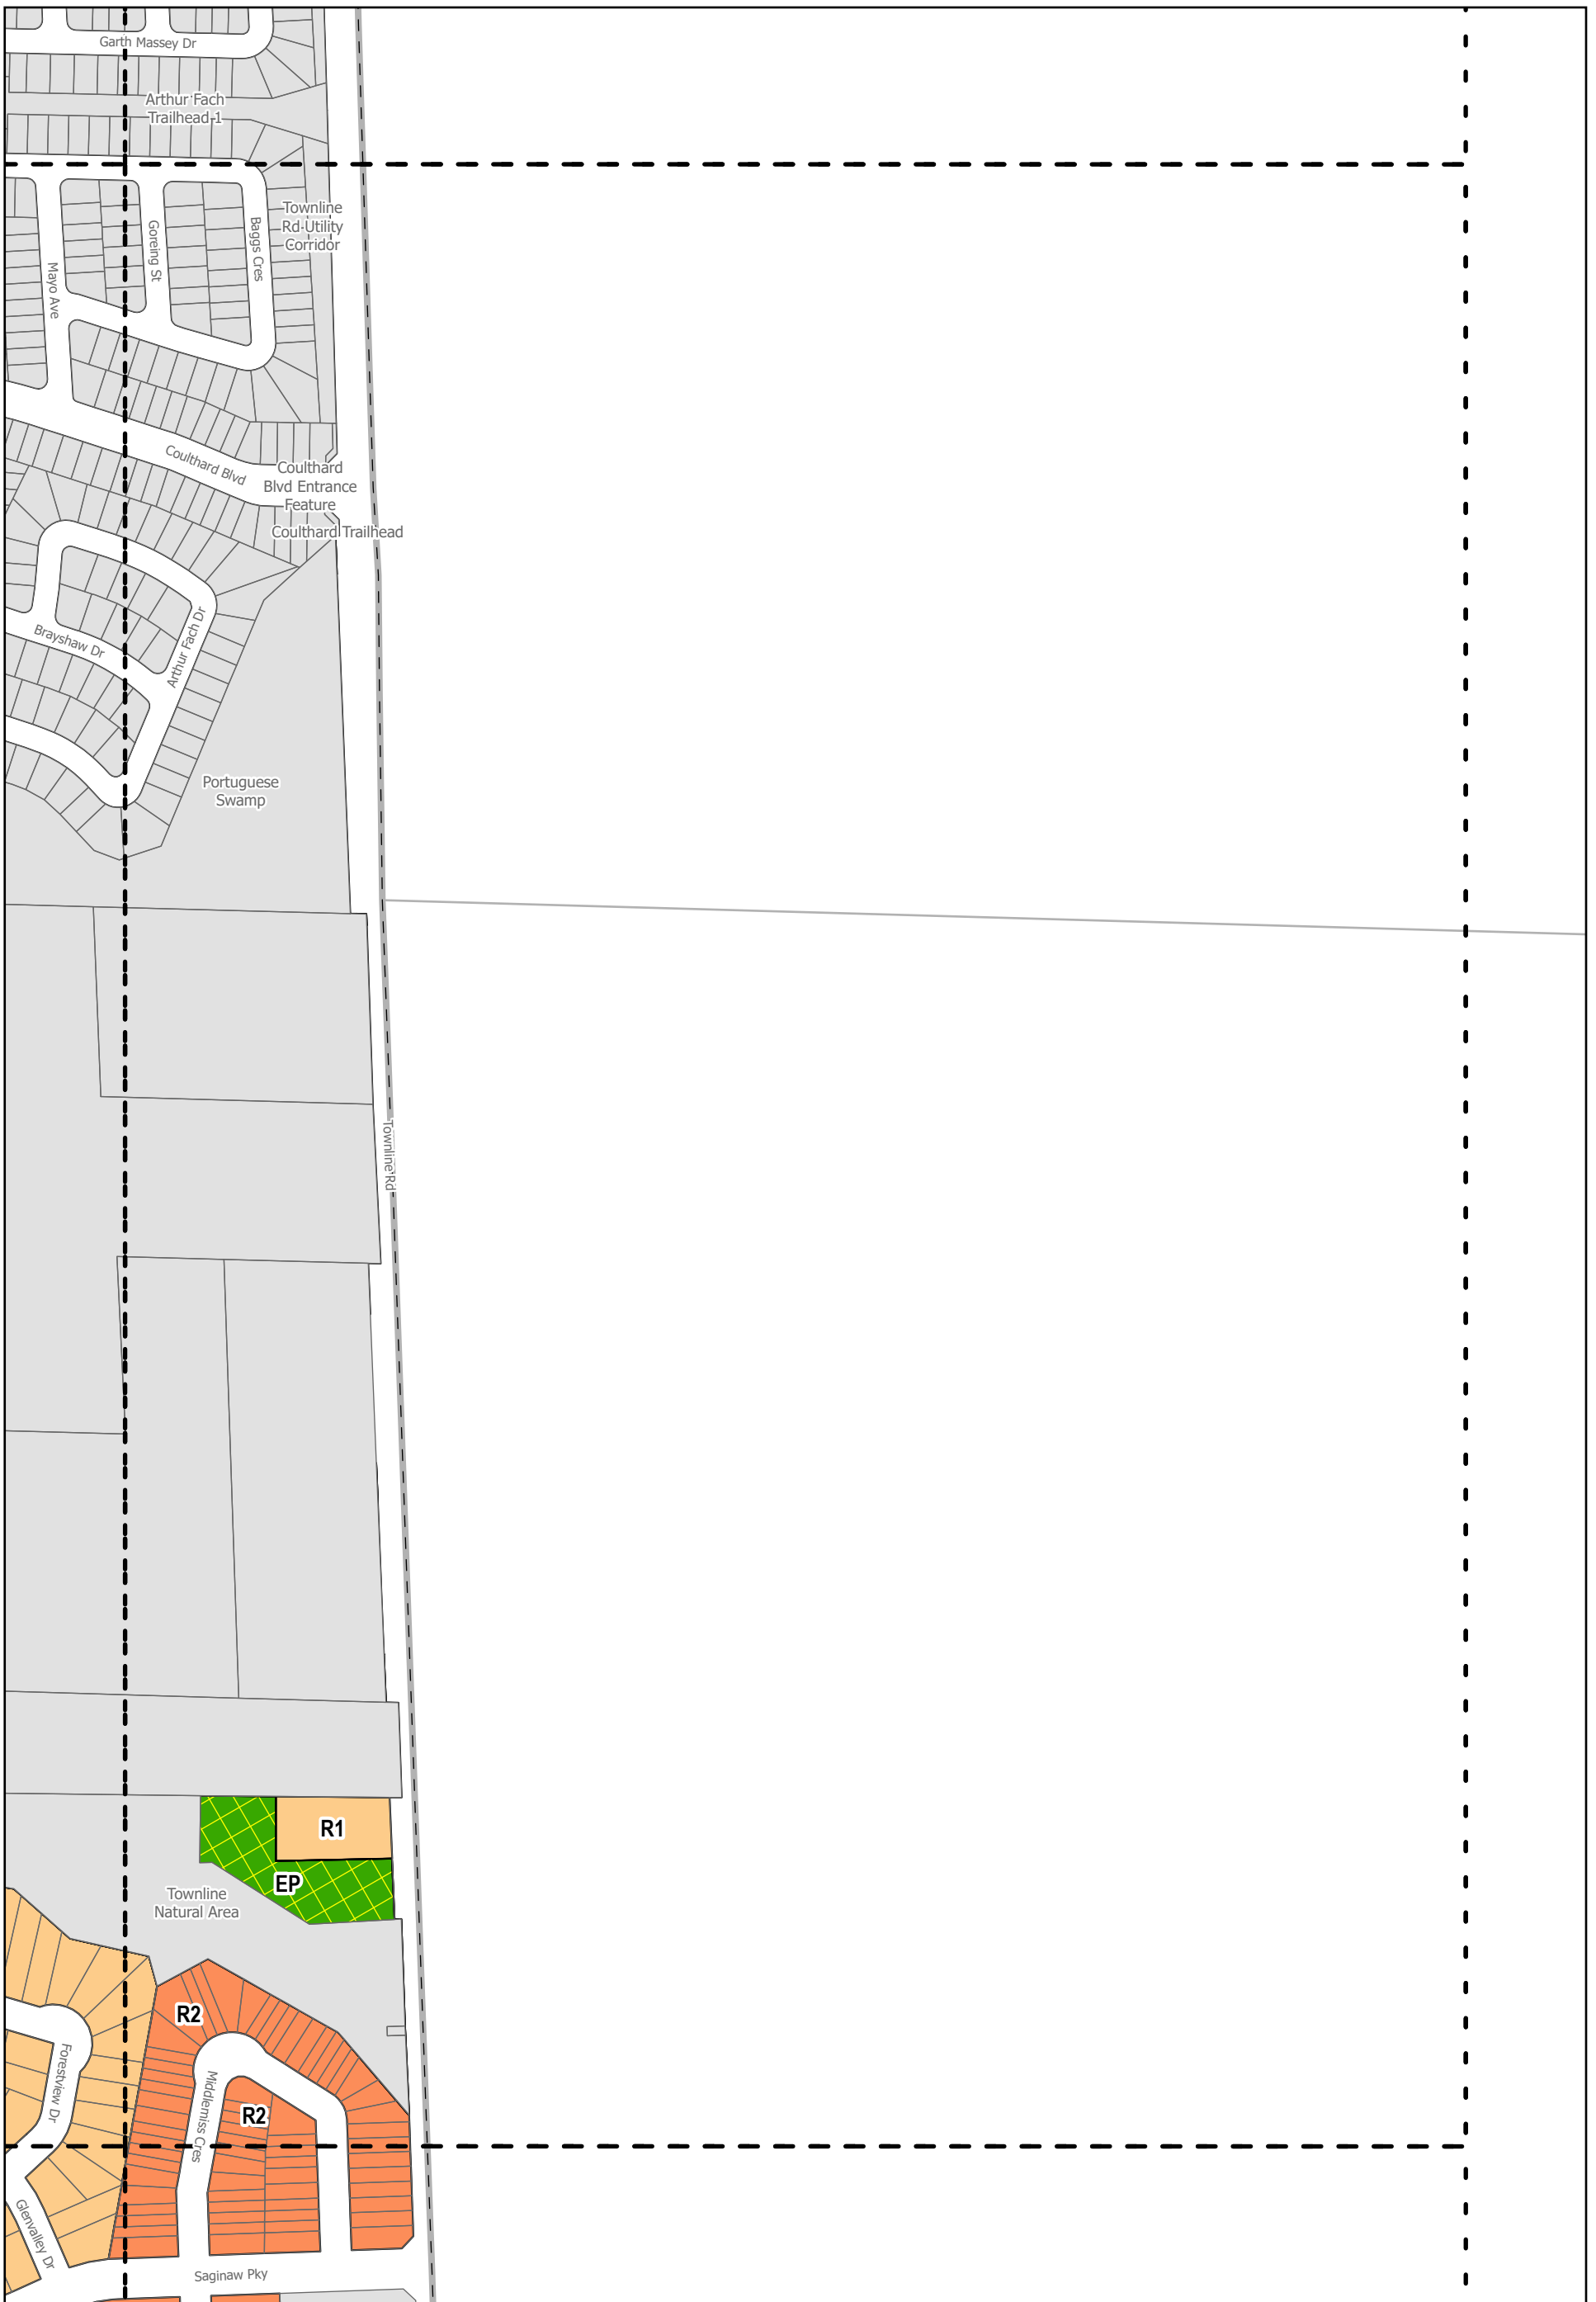 Garth Massey Dr
Arthur Fach
Trailhead 1
Townline
Rd Utility
Corridor
Goreing St
Baggs Cres
Mayo Ave
Coulthard Blvd
Coulthard
Blvd Entrance
Feature
Coulthard Trailhead
Brayshaw Dr
Arthur Fach Dr
Portuguese
Swamp
Townline Rd
R1
EP
Townline
Natural Area
R2
Forestview Dr
Middlemiss Cres
R2
Glenvalley Dr
Saginaw Pky